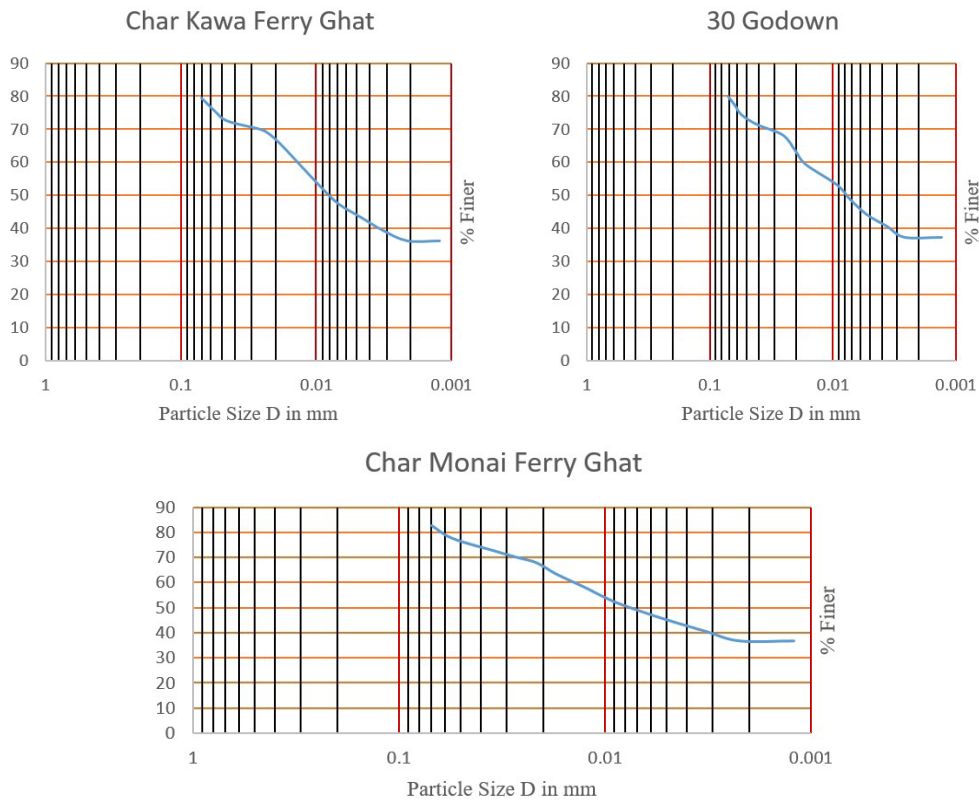 Char Kawa Ferry Ghat
90
80
70
60
50
40
30
20
10
0
1 0.1 0.01 0.001
% Finer
Particle Size D in mm
30 Godown
90
80
70
60
50
40
30
20
10
0
1 0.1 0.01 0.001
% Finer
Particle Size D in mm
Char Monai Ferry Ghat
90
80
70
60
50
40
30
20
10
0
1 0.1 0.01 0.001
% Finer
Particle Size D in mm